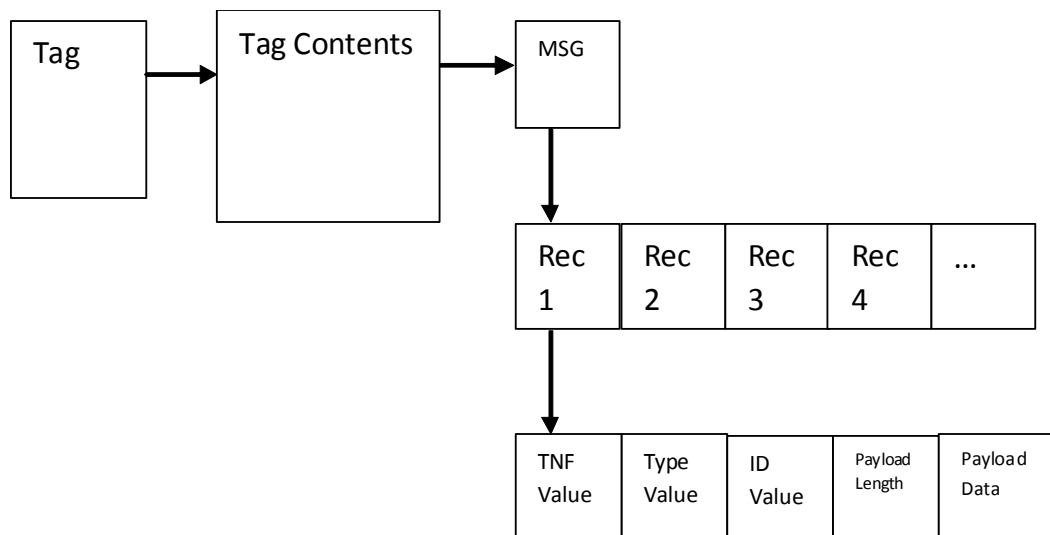 Tag
Tag Contents
MSG
Rec
1
Rec
2
Rec
3
Rec
4
...
TNF
Value
Type
Value
ID
Value
Payload
Length
Payload
Data